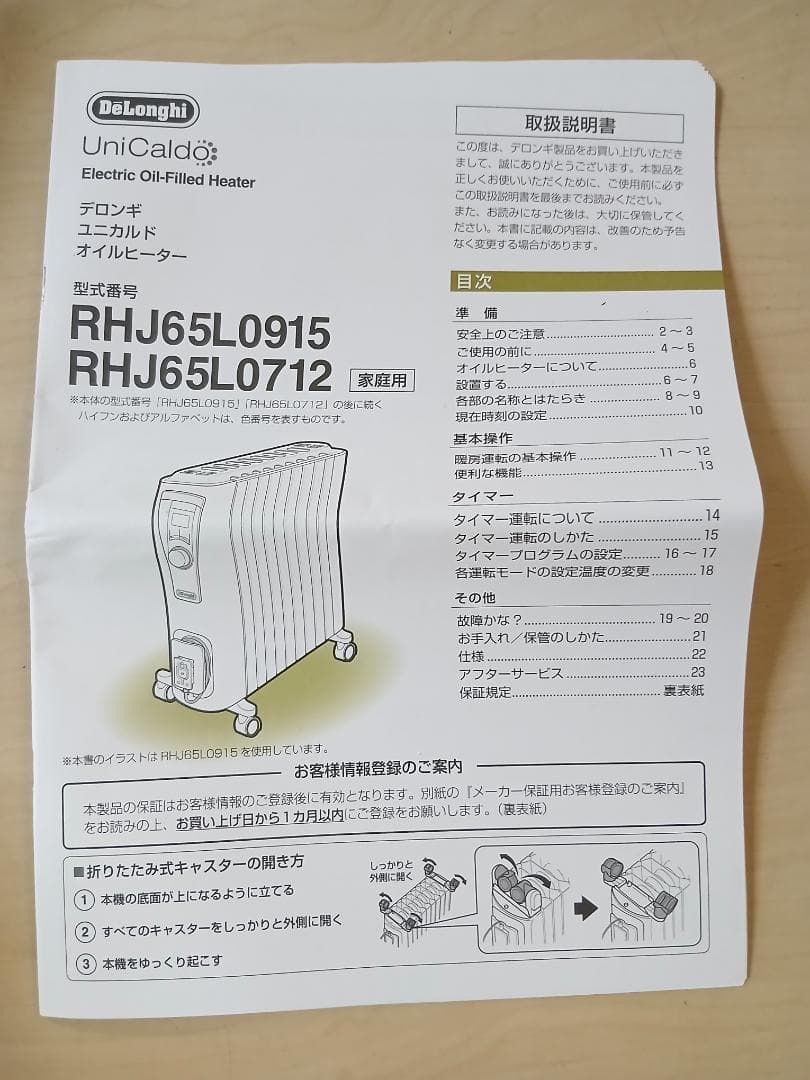 DeLonghi
UniCaldo
Electric Oil-Filled Heater
デロンギ
ユニカルド
オイルヒーター
型式番号
RHJ65L0915
RHJ65L0712 家庭用
※本体の型式番号「RHJ65L0915」「RHJ65L0712」の後に続く
ハイフンおよびアルファベットは、色番号を表すものです。
※本書のイラストは RHJ65L0915 を使用しています。
取扱説明書
この度は、デロンギ製品をお買い上げいただき
まして、誠にありがとうございます。本製品を
正しくお使いいただくために、ご使用前に必ず
この取扱説明書を最後までお読みください。
また、お読みになった後は、大切に保管してく
ださい。本書に記載の内容は、改善のため予告
なく変更する場合があります。
目次
準　備
安全上のご注意 2～3
ご使用の前に 4～5
オイルヒーターについて 6
設置する 6～7
各部の名称とはたらき 8～9
現在時刻の設定 10
基本操作
暖房運転の基本操作 11～12
便利な機能 13
タイマー
タイマー運転について 14
タイマー運転のしかた 15
タイマープログラムの設定 16～17
各運転モードの設定温度の変更 18
その他
故障かな？ 19～20
お手入れ／保管のしかた 21
仕様 22
アフターサービス 23
保証規定 裏表紙
お客様情報登録のご案内
本製品の保証はお客様情報のご登録後に有効となります。別紙の『メーカー保証用お客様登録のご案内』
をお読みの上、お買い上げ日から1カ月以内にご登録をお願いします。（裏表紙）
■折りたたみ式キャスターの開き方
① 本機の底面が上になるように立てる
② すべてのキャスターをしっかりと外側に開く
③ 本機をゆっくり起こす
しっかりと
外側に開く